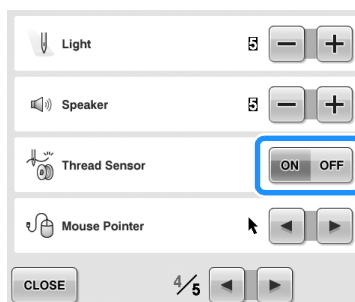 Light 5 − +
Speaker 5 − +
Thread Sensor ON OFF
Mouse Pointer
CLOSE 4/5